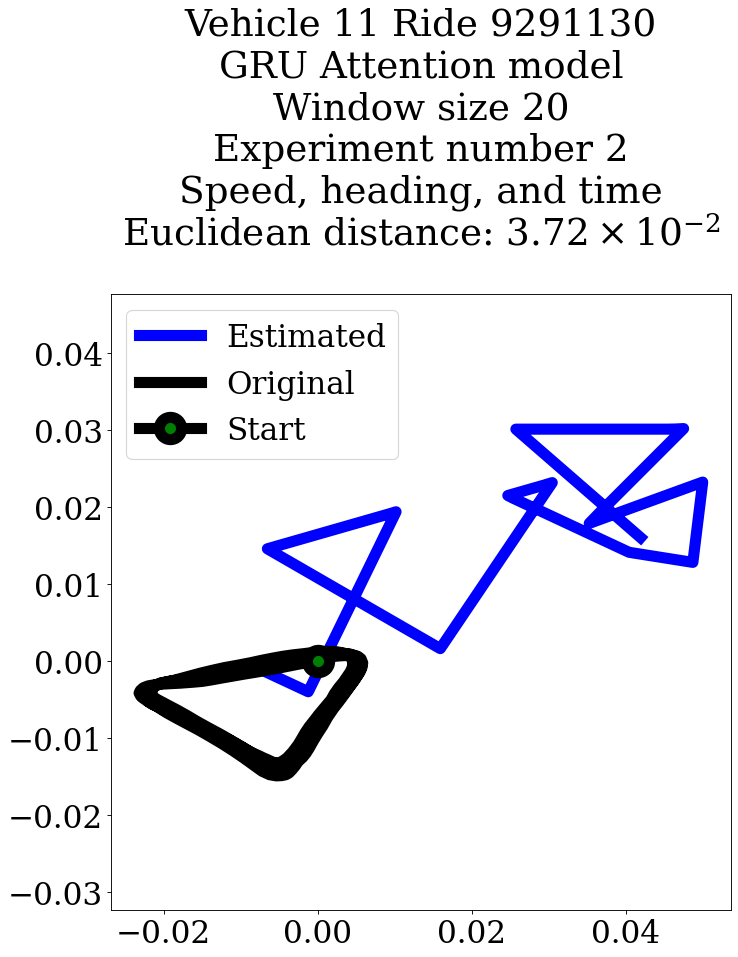 Vehicle 11 Ride 9291130
GRU Attention model
Window size 20
Experiment number 2
Speed, heading, and time
Euclidean distance: 3.72 × 10⁻²
Estimated
Original
Start
0.04
0.03
0.02
0.01
0.00
−0.01
−0.02
−0.03
−0.02
0.00
0.02
0.04